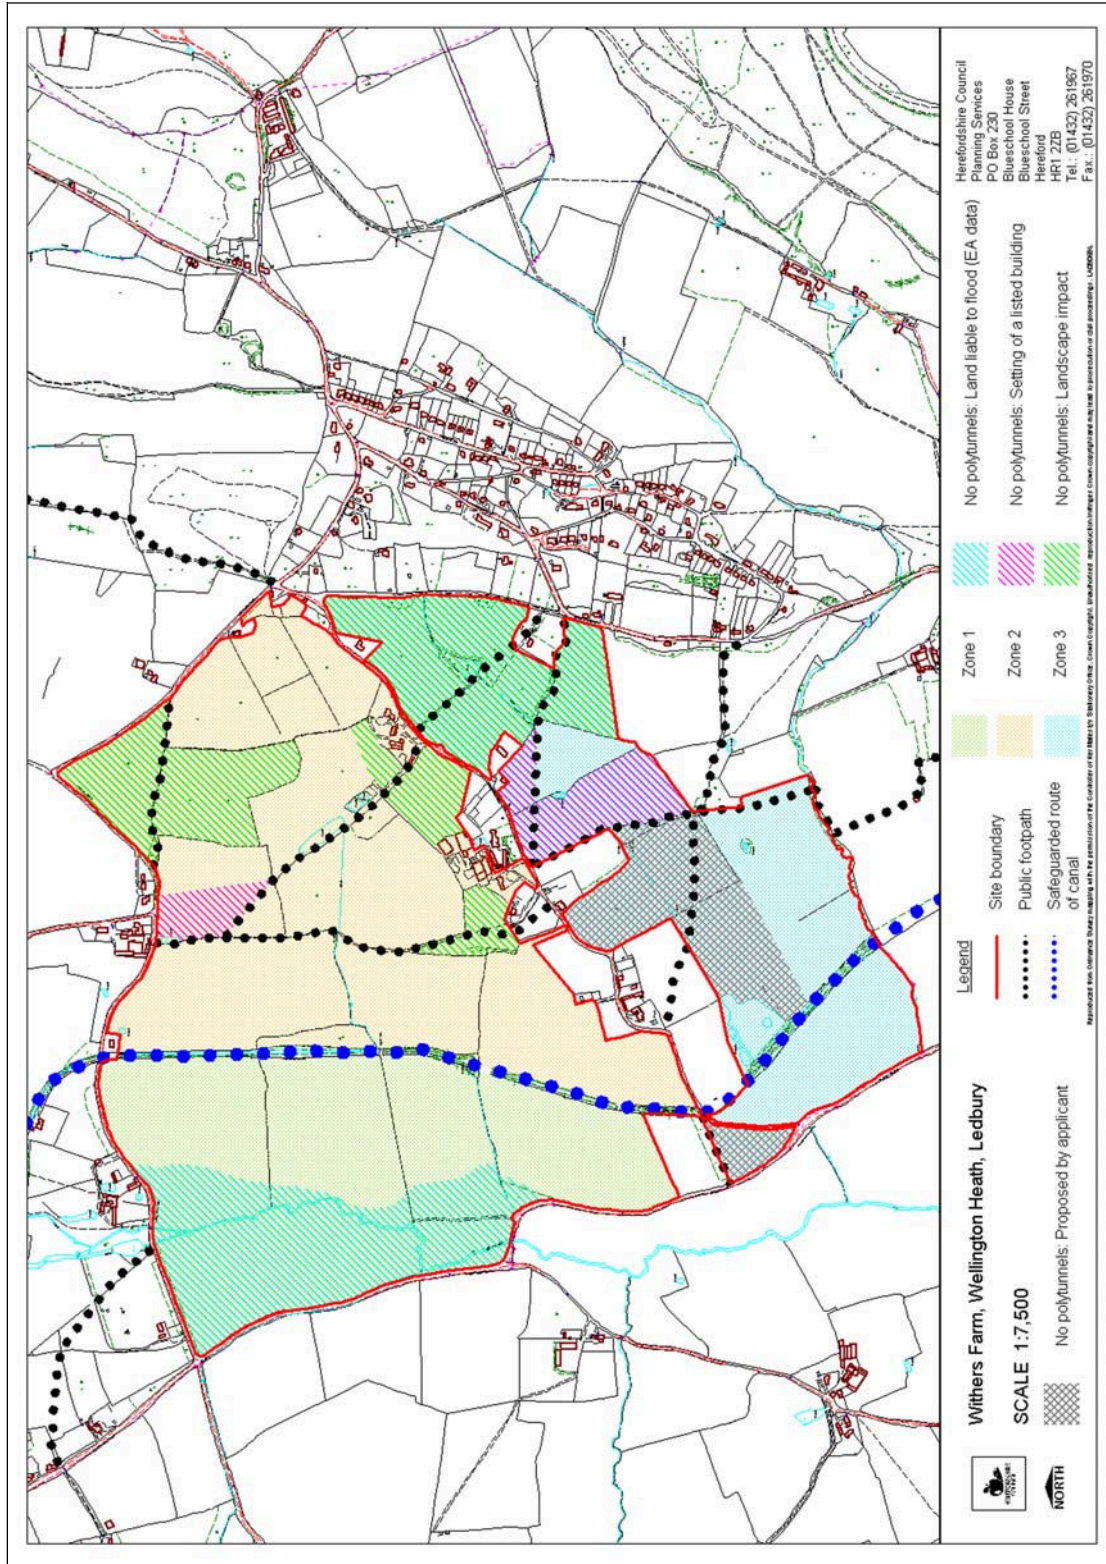 Withers Farm, Wellington Heath, Ledbury
SCALE 1:7,500
NORTH
No polytunnels: Proposed by applicant
Legend
Site boundary
Public footpath
Safeguarded route
of canal
Zone 1
Zone 2
Zone 3
No polytunnels: Land liable to flood (EA data)
No polytunnels: Setting of a listed building
No polytunnels: Landscape impact
Herefordshire Council
Planning Services
PO Box 230
Blueschool House
Blueschool Street
Hereford
HR1 2ZB
Tel.: (01432) 261967
Fax.: (01432) 261970